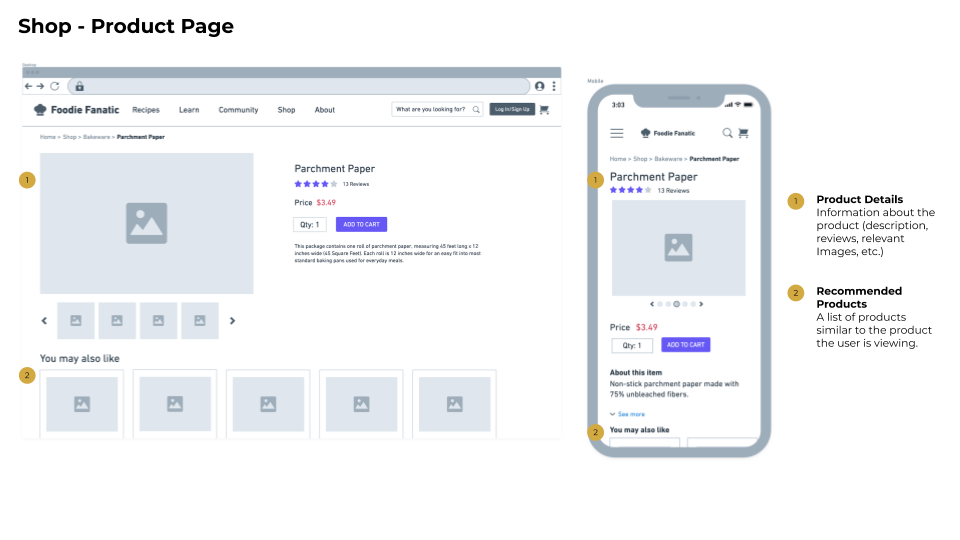 Shop - Product Page
Desktop
Foodie Fanatic
Recipes
Learn
Community
Shop
About
What are you looking for?
Log In/Sign Up
Home > Shop > Bakeware > Parchment Paper
1
Parchment Paper
13 Reviews
Price $3.49
Qty: 1
ADD TO CART
This package contains one roll of parchment paper, measuring 45 feet long x 12
inches wide (45 Square Feet). Each roll is 12 inches wide for an easy fit into most
standard baking pans used for everyday meals.
You may also like
2
Mobile
3:03
Foodie Fanatic
Home > Shop > Bakeware > Parchment Paper
1
Parchment Paper
13 Reviews
Price $3.49
Qty: 1
ADD TO CART
About this item
Non-stick parchment paper made with
75% unbleached fibers.
See more
2
You may also like
1
Product Details
Information about the
product (description,
reviews, relevant
Images, etc.)
2
Recommended
Products
A list of products
similar to the product
the user is viewing.